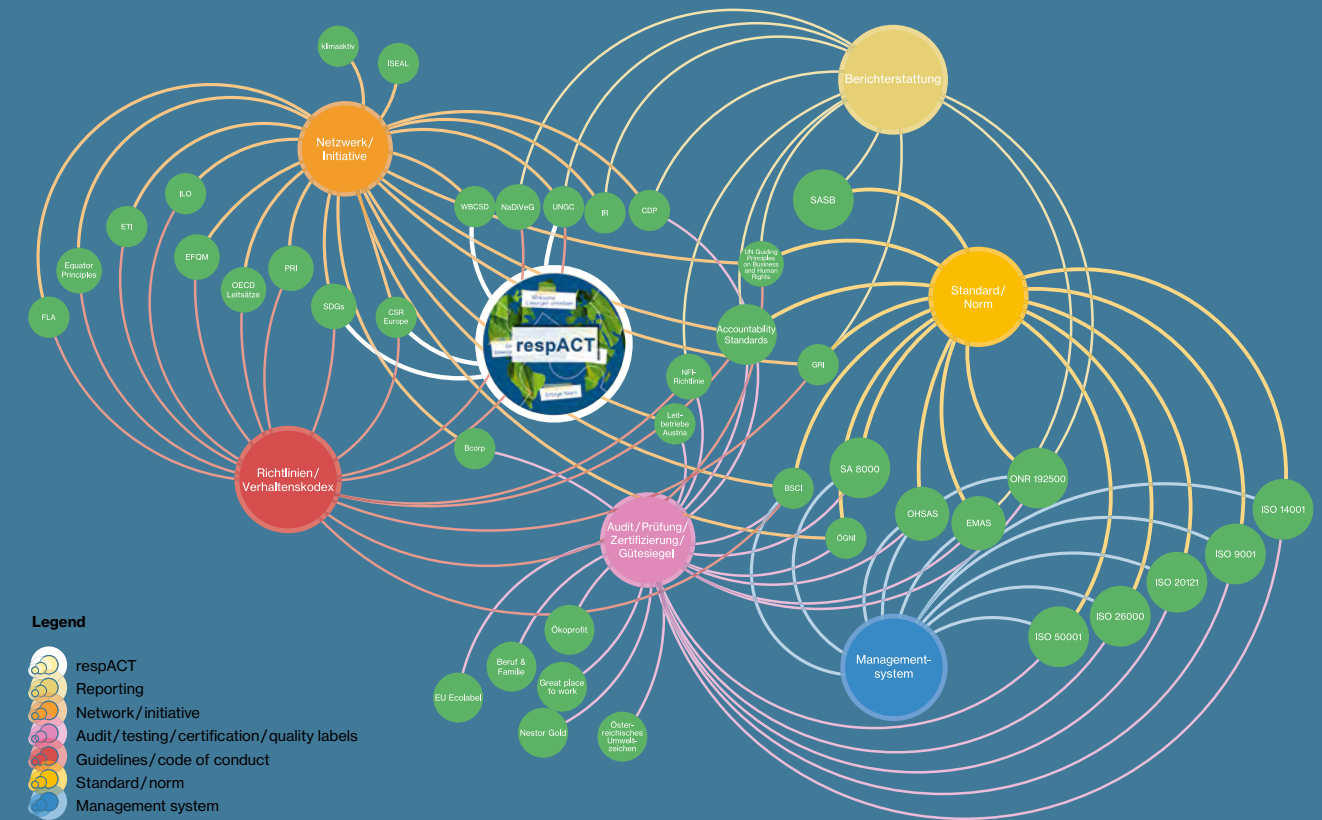 klimaaktiv
ISEAL
Berichterstattung
Netzwerk/
Initiative
ILO
WBCSD
NaDiVeG
UNGC
IR
CDP
SASB
ETI
EFQM
Equator
Principles
OECD
Leitsätze
PRI
UN Guiding
Principles
on Business
and Human
Rights
Standard/
Norm
FLA
SDGs
CSR
Europe
respACT
Accountability
Standards
GRI
NFI-
Richtlinie
Leit-
betriebe
Austria
Bcorp
Richtlinien/
Verhaltenskodex
BSCI
SA 8000
ONR 192500
OHSAS
EMAS
ÖGNI
ISO 14001
ISO 9001
ISO 20121
ISO 26000
ISO 50001
Audit/Prüfung/
Zertifizierung/
Gütesiegel
Management-
system
Ökoprofit
Beruf &
Familie
Great place
to work
EU Ecolabel
Nestor Gold
Öster-
reichisches
Umwelt-
zeichen
Legend
respACT
Reporting
Network/initiative
Audit/testing/certification/quality labels
Guidelines/code of conduct
Standard/norm
Management system